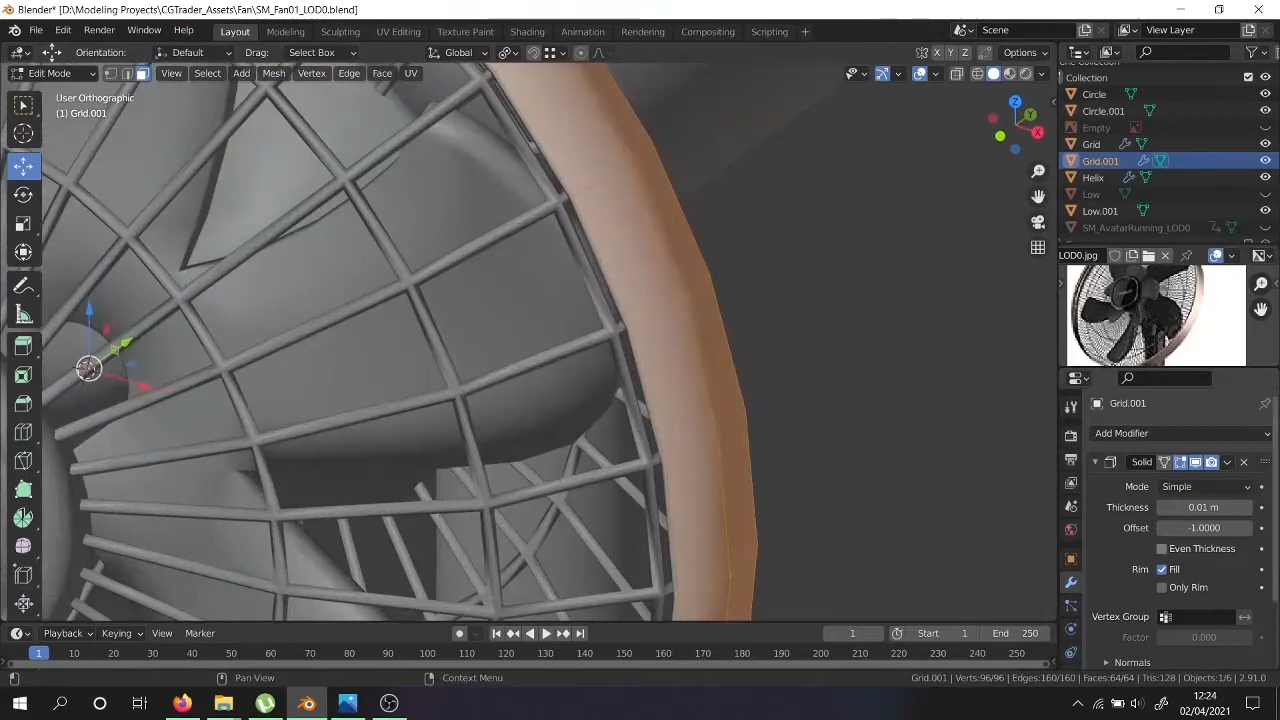 Blender* [D:\Modeling Projects\CGTrader_Assets\Fan\SM_Fan01_LOD0.blend]
File Edit Render Window Help Layout Modeling Sculpting UV Editing Texture Paint Shading Animation Rendering Compositing Scripting + Scene View Layer
Orientation: Default Drag: Select Box Global X Y Z Options
Edit Mode View Select Add Mesh Vertex Edge Face UV
User Orthographic
(1) Grid.001
Z
Y
X
Collection
Circle
Circle.001
Empty
Grid
Grid.001
Helix
Low
Low.001
SM_AvatarRunning_LOD0
LOD0.jpg
Grid.001
Add Modifier
Solid
Mode Simple
Thickness 0.01 m
Offset -1.0000
Even Thickness
Rim Fill
Only Rim
Vertex Group
Factor 0.000
Normals
Playback Keying View Marker 1 Start 1 End 250
1 10 20 30 40 50 60 70 80 90 100 110 120 130 140 150 160 170 180 190 200 210 220 230 240 250
Pan View Context Menu Grid.001 | Verts:96/96 | Edges:160/160 | Faces:64/64 | Tris:128 | Objects:1/6 | 2.91.0
12:24
02/04/2021